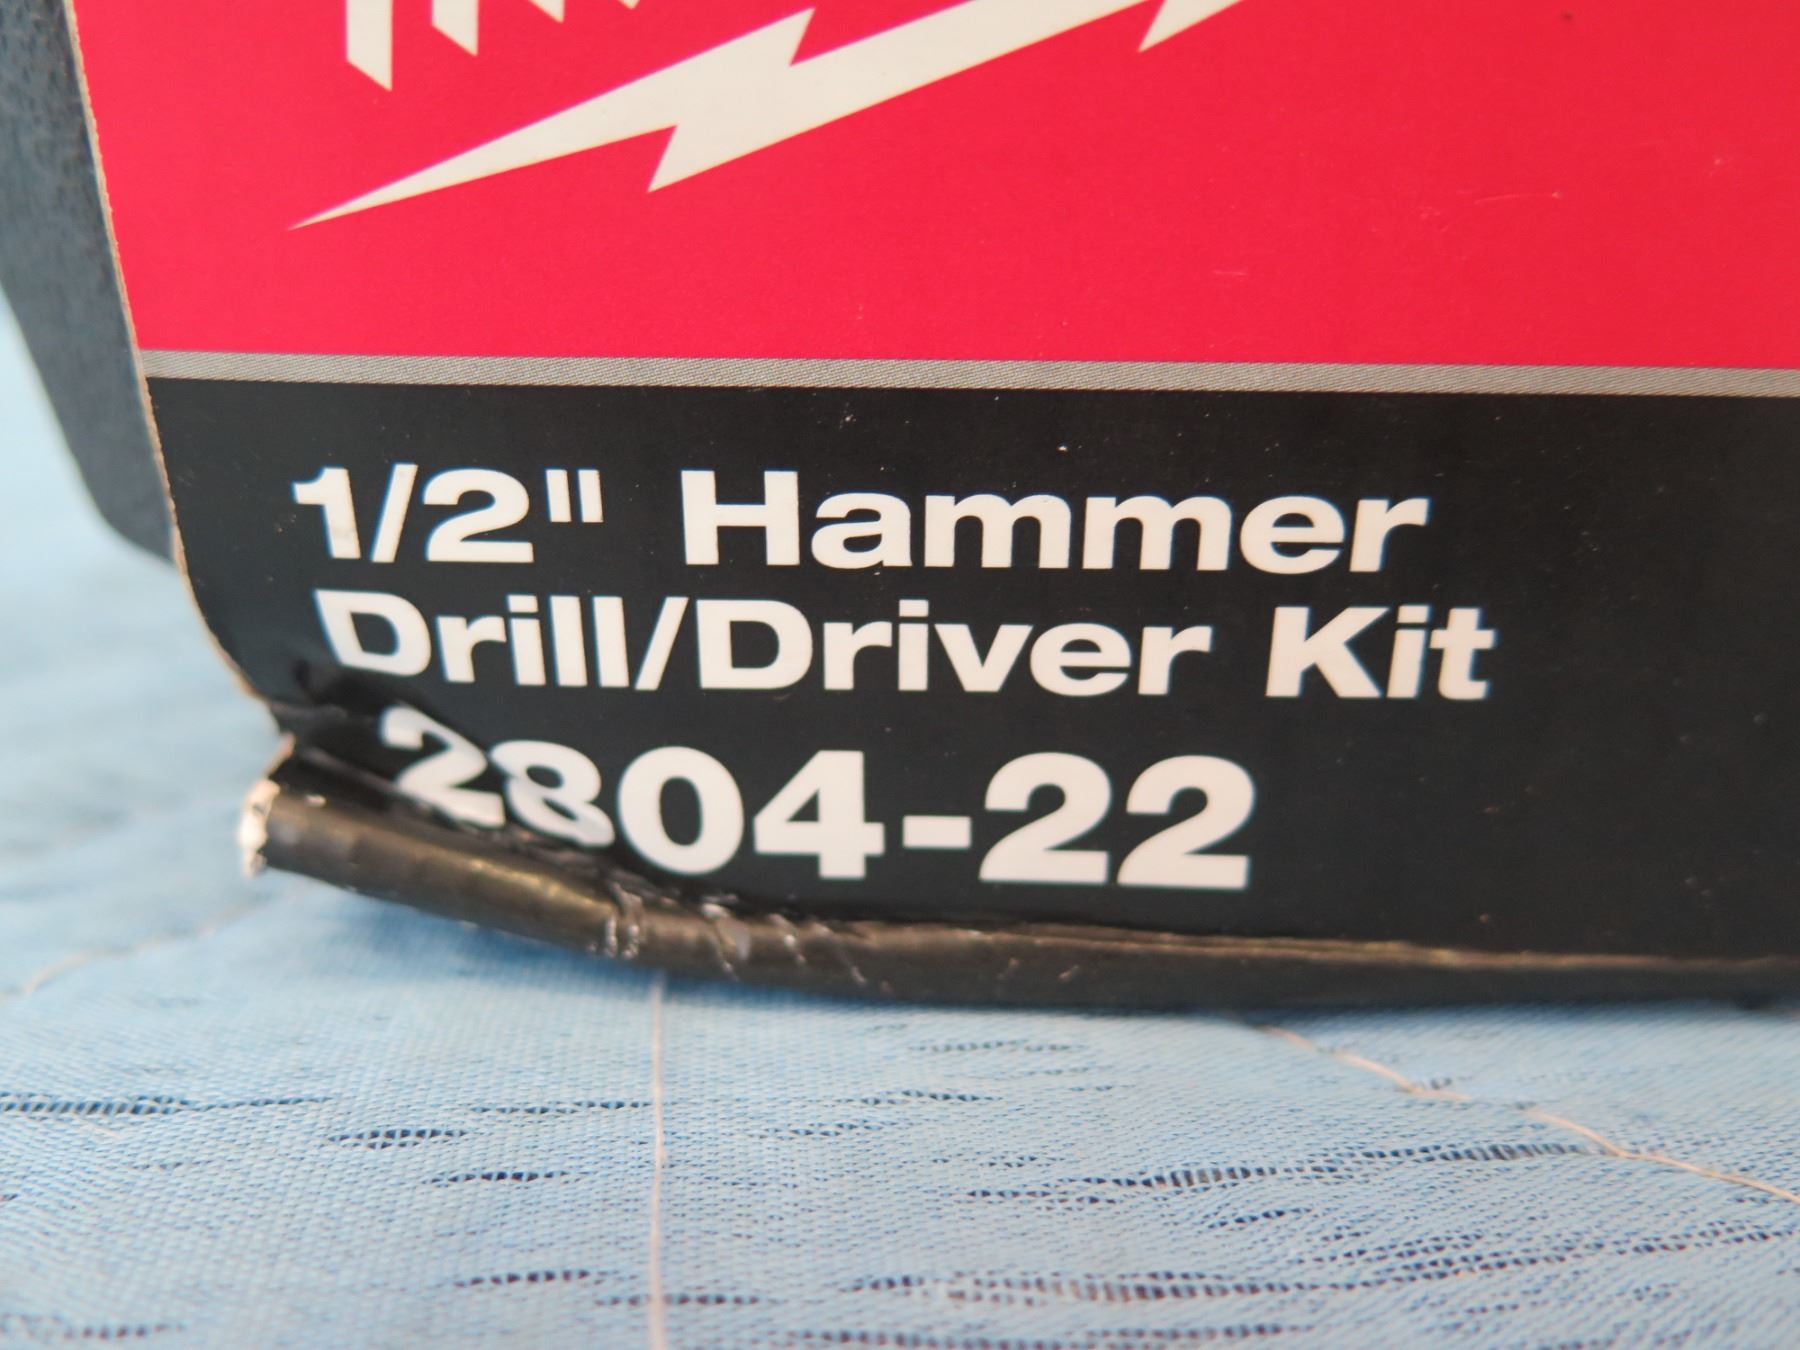 1/2" Hammer
Drill/Driver Kit
2804-22